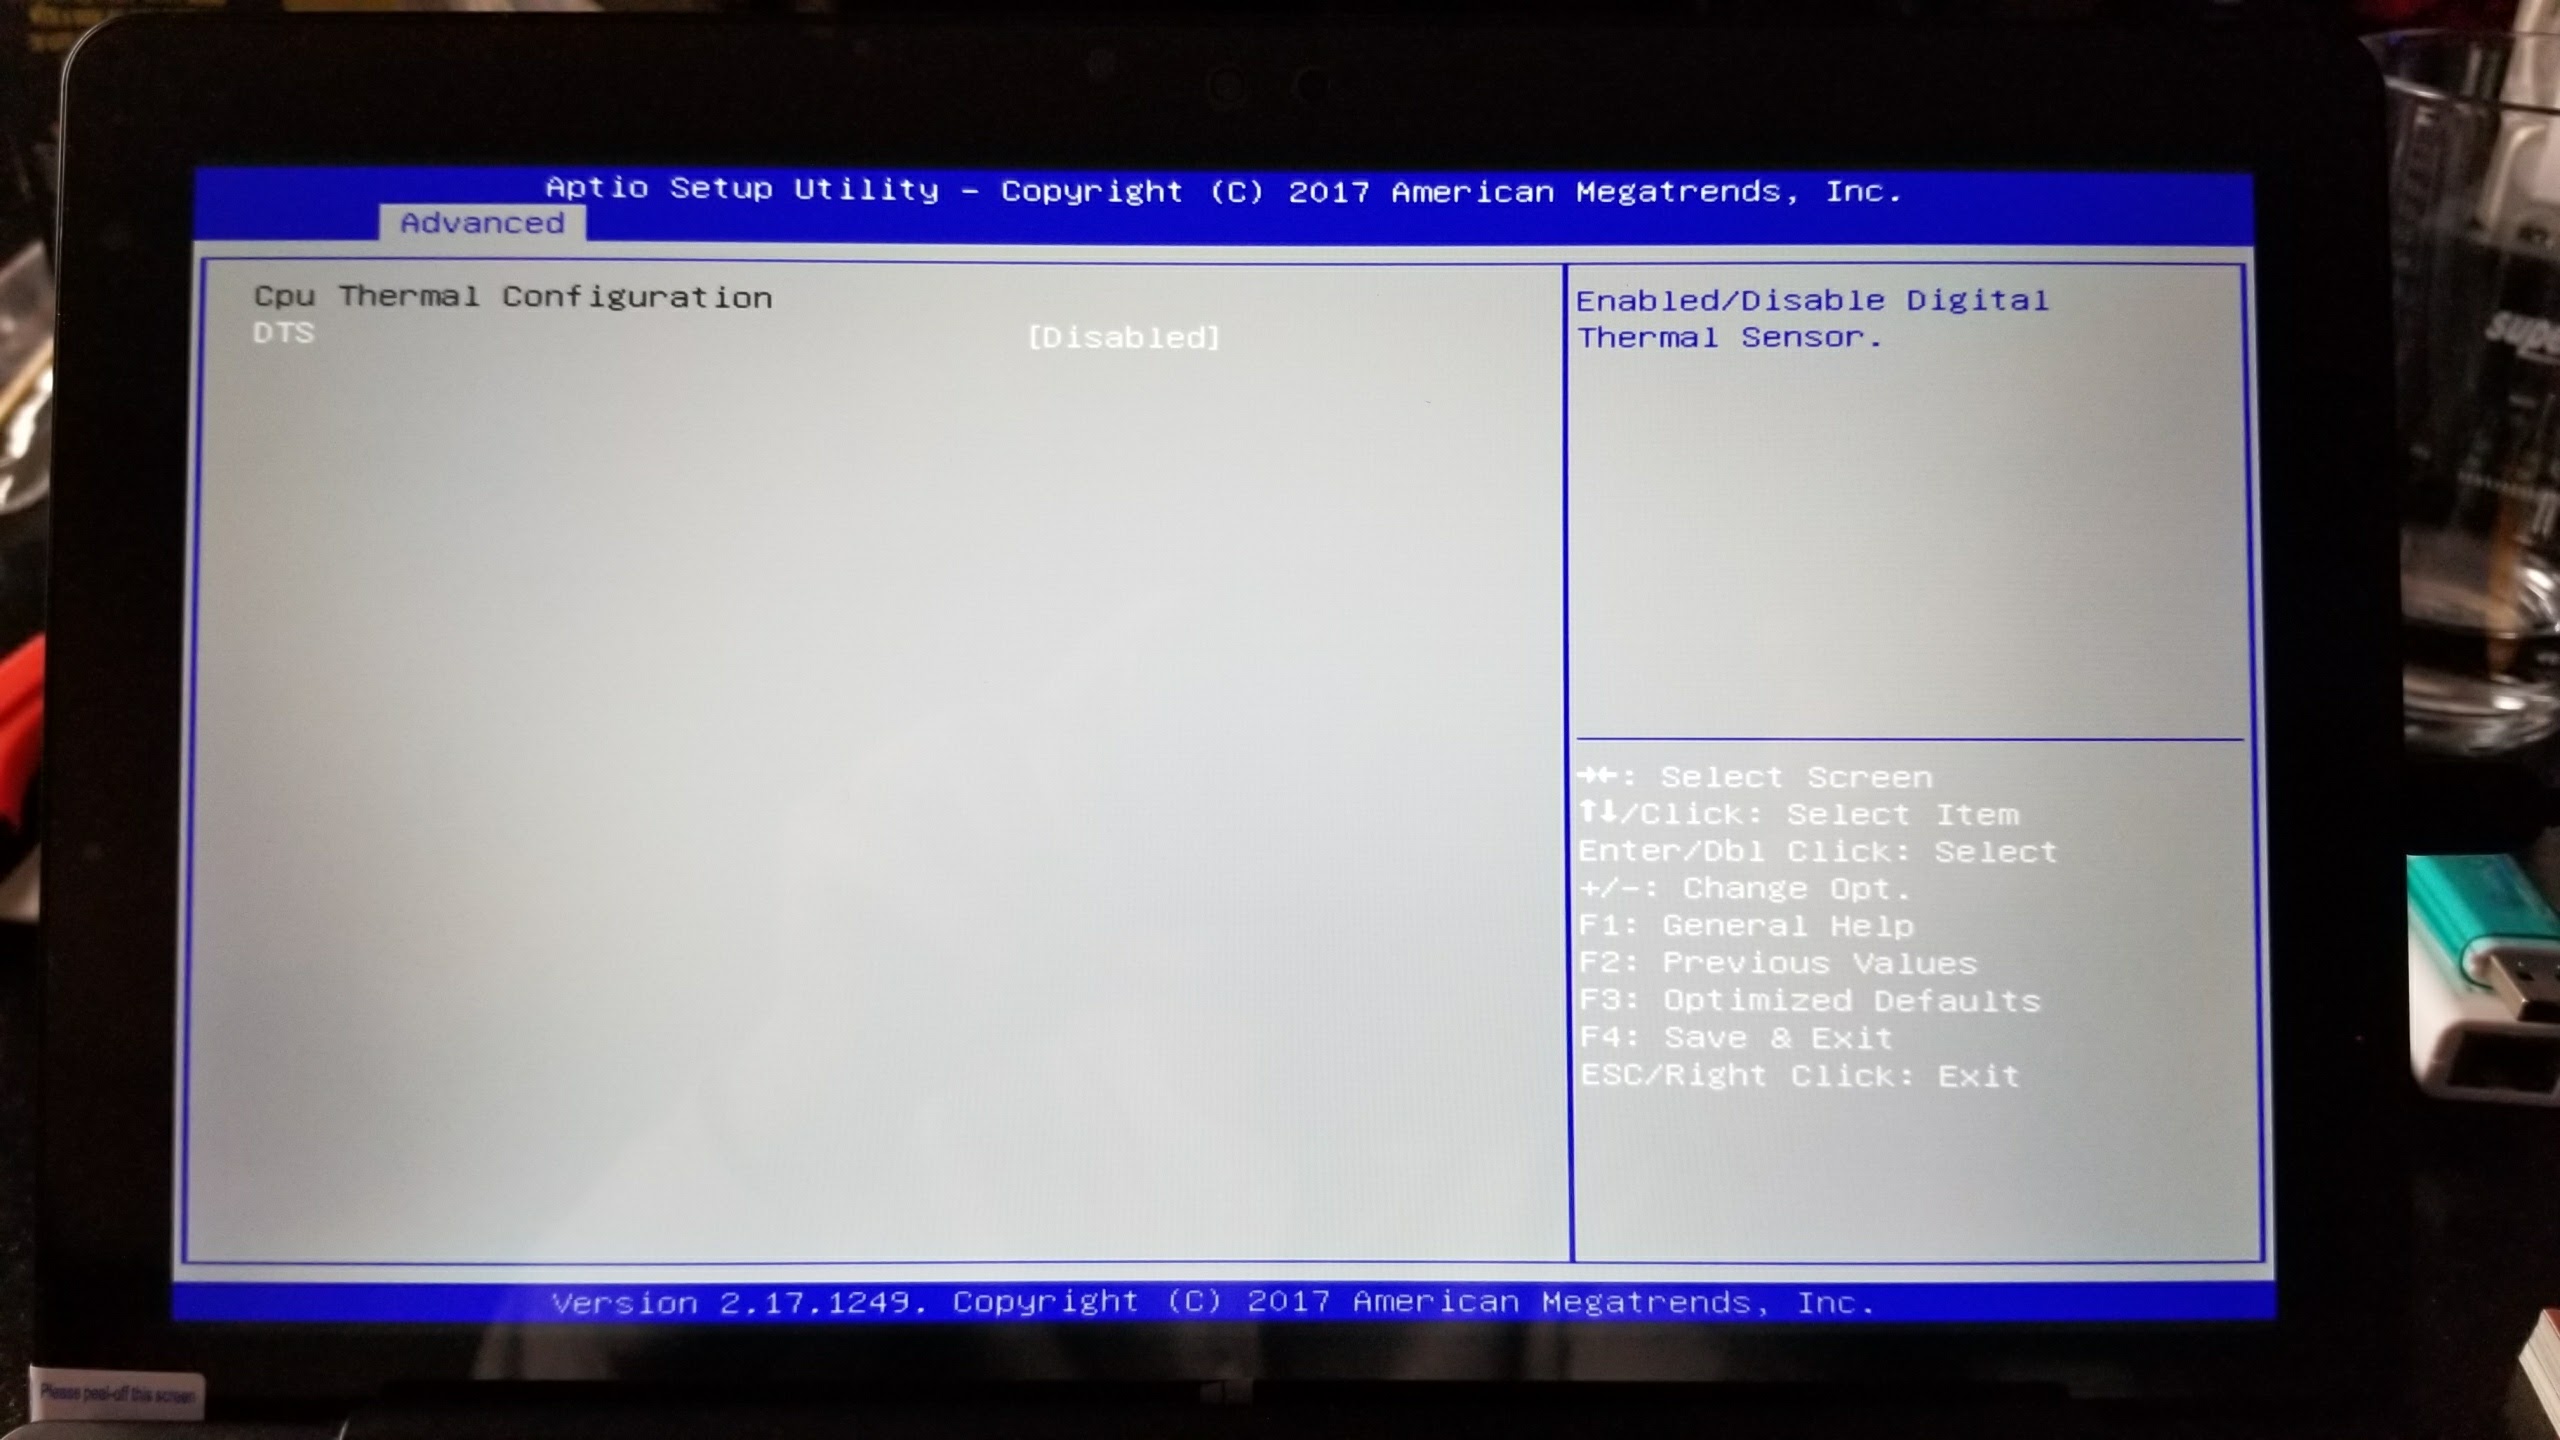 Aptio Setup Utility - Copyright (C) 2017 American Megatrends, Inc.
Advanced
Cpu Thermal Configuration
DTS [Disabled]
Enabled/Disable Digital
Thermal Sensor.
→←: Select Screen
↑↓/Click: Select Item
Enter/Dbl Click: Select
+/-: Change Opt.
F1: General Help
F2: Previous Values
F3: Optimized Defaults
F4: Save & Exit
ESC/Right Click: Exit
Version 2.17.1249. Copyright (C) 2017 American Megatrends, Inc.
Please peel-off this screen